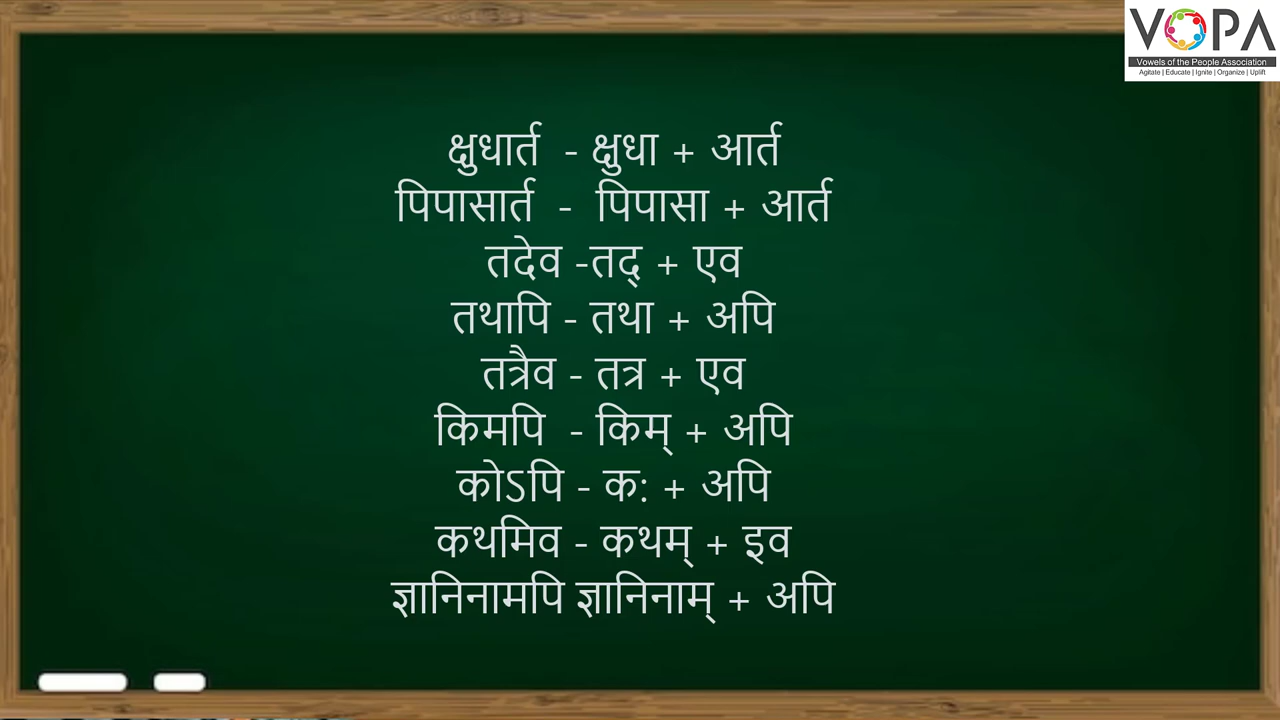 VOPA
Vowels of the People Association
Agitate | Educate | Ignite | Organize | Uplift
क्षुधार्त - क्षुधा + आर्त
पिपासार्त - पिपासा + आर्त
तदेव -तद् + एव
तथापि - तथा + अपि
तत्रैव - तत्र + एव
किमपि - किम् + अपि
कोऽपि - क: + अपि
कथमिव - कथम् + इव
ज्ञानिनामपि ज्ञानिनाम् + अपि